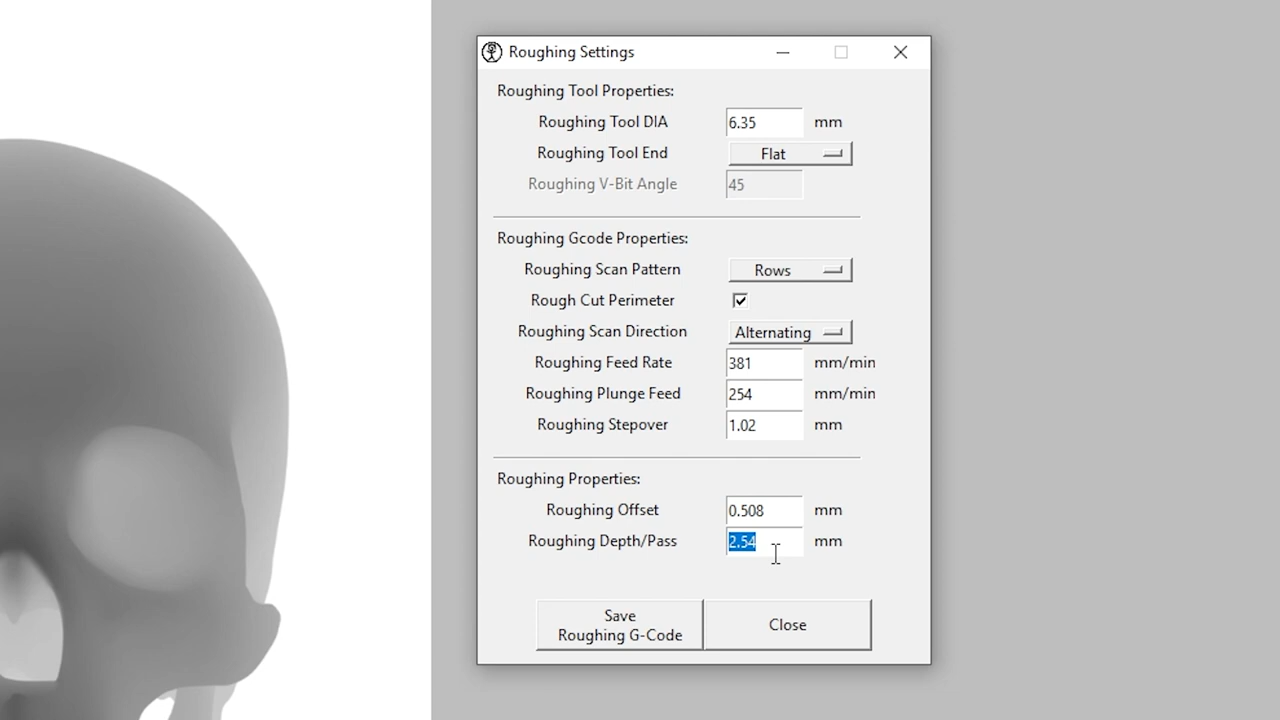 Roughing Settings
Roughing Tool Properties:
Roughing Tool DIA 6.35 mm
Roughing Tool End Flat
Roughing V-Bit Angle 45
Roughing Gcode Properties:
Roughing Scan Pattern Rows
Rough Cut Perimeter
Roughing Scan Direction Alternating
Roughing Feed Rate 381 mm/min
Roughing Plunge Feed 254 mm/min
Roughing Stepover 1.02 mm
Roughing Properties:
Roughing Offset 0.508 mm
Roughing Depth/Pass 2.54 mm
Save
Roughing G-Code
Close